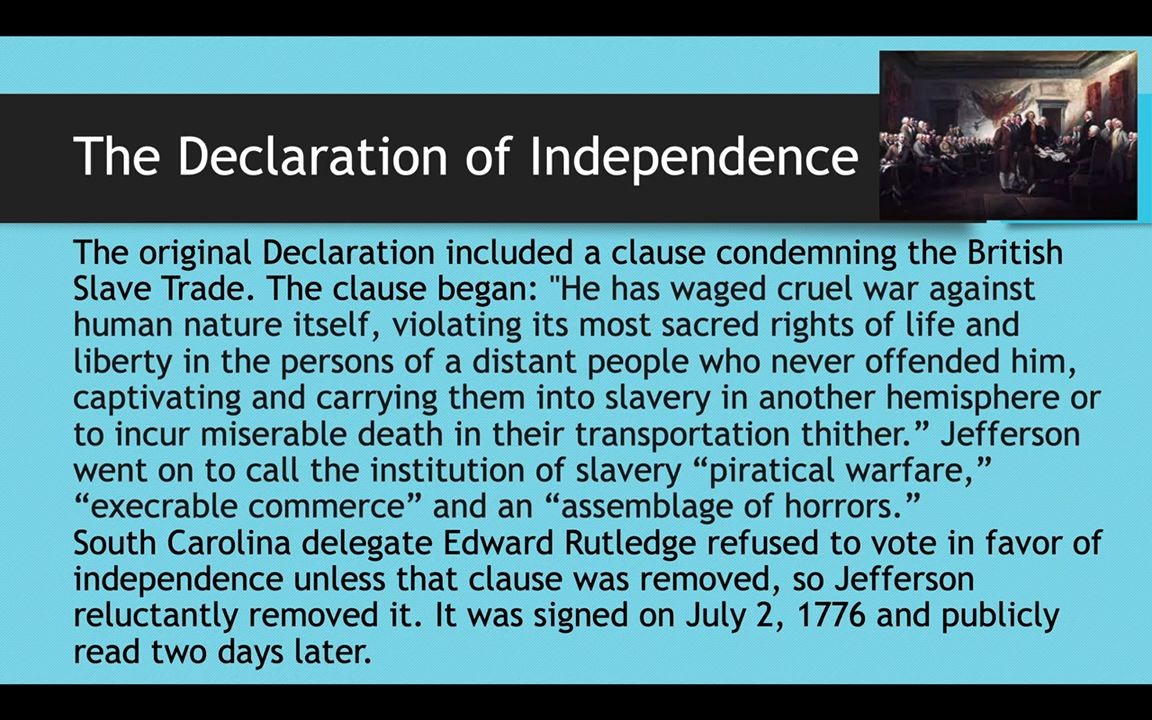 The Declaration of Independence
The original Declaration included a clause condemning the British
Slave Trade. The clause began: "He has waged cruel war against
human nature itself, violating its most sacred rights of life and
liberty in the persons of a distant people who never offended him,
captivating and carrying them into slavery in another hemisphere or
to incur miserable death in their transportation thither.” Jefferson
went on to call the institution of slavery “piratical warfare,”
“execrable commerce” and an “assemblage of horrors.”
South Carolina delegate Edward Rutledge refused to vote in favor of
independence unless that clause was removed, so Jefferson
reluctantly removed it. It was signed on July 2, 1776 and publicly
read two days later.